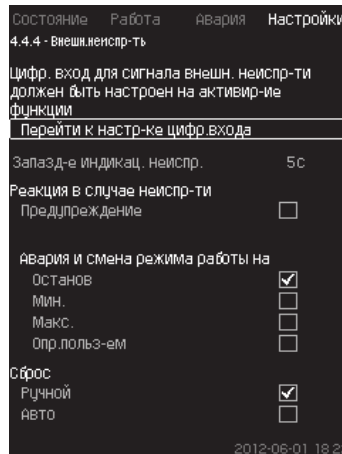 Состояние Работа Авария Настройки
4.4.4 - Внешн.неиспр-ть
Цифр. вход для сигнала внешн. неиспр-ти
должен быть настроен на активир-ие
функции
Перейти к настр-ке цифр.входа
Запазд-е индикац. неиспр. 5с
Реакция в случае неиспр-ти
Предупреждение
Авария и смена режима работы на
Останов
Мин.
Макс.
Опр.польз-ем
Сброс
Ручной
Авто
2012-06-01 18:2